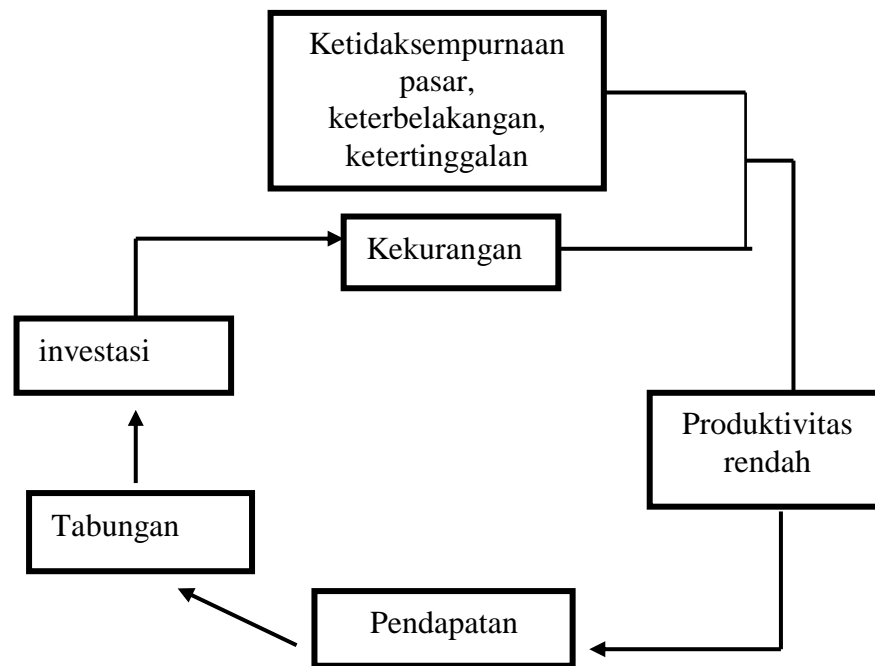 Ketidaksempurnaan
pasar,
keterbelakangan,
ketertinggalan
Kekurangan
investasi
Produktivitas
rendah
Tabungan
Pendapatan